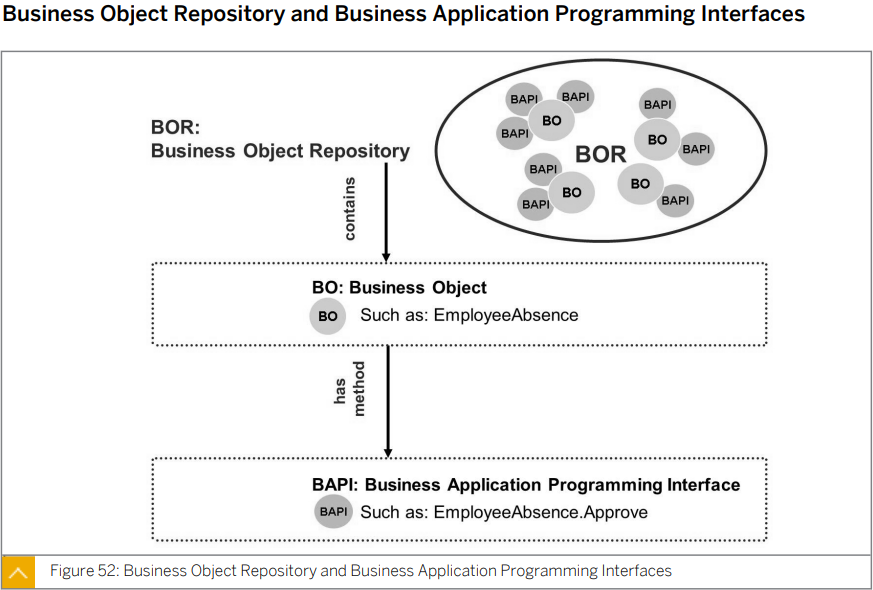 Business Object Repository and Business Application Programming Interfaces
BOR:
Business Object Repository
BAPI
BAPI
BO
BAPI
BAPI
BO
BAPI
BOR
BAPI
BO
BAPI
BO
BAPI
contains
BO: Business Object
BO
Such as: EmployeeAbsence
has
method
BAPI: Business Application Programming Interface
BAPI
Such as: EmployeeAbsence.Approve
Figure 52: Business Object Repository and Business Application Programming Interfaces